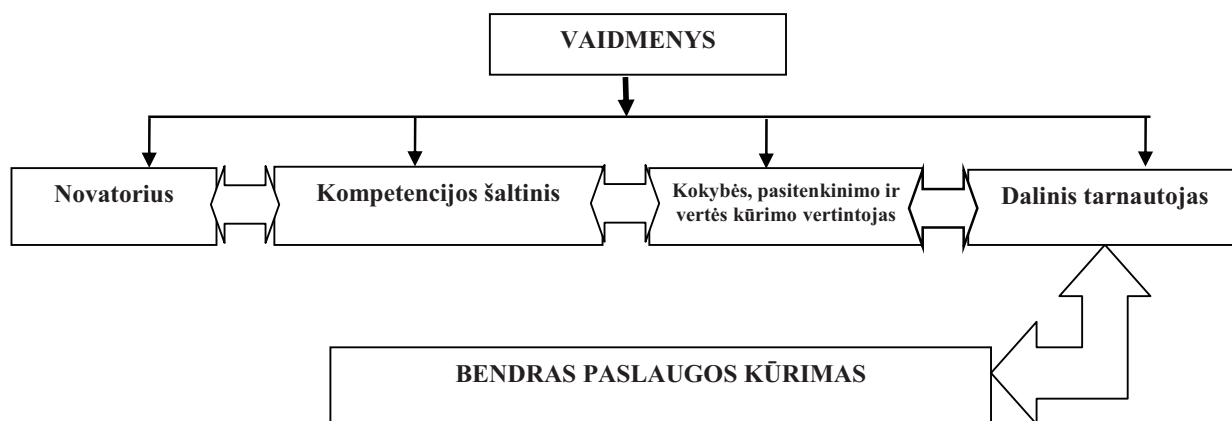 VAIDMENYS
Novatorius
Kompetencijos šaltinis
Kokybės, pasitenkinimo ir
vertės kūrimo vertintojas
Dalinis tarnautojas
BENDRAS PASLAUGOS KŪRIMAS